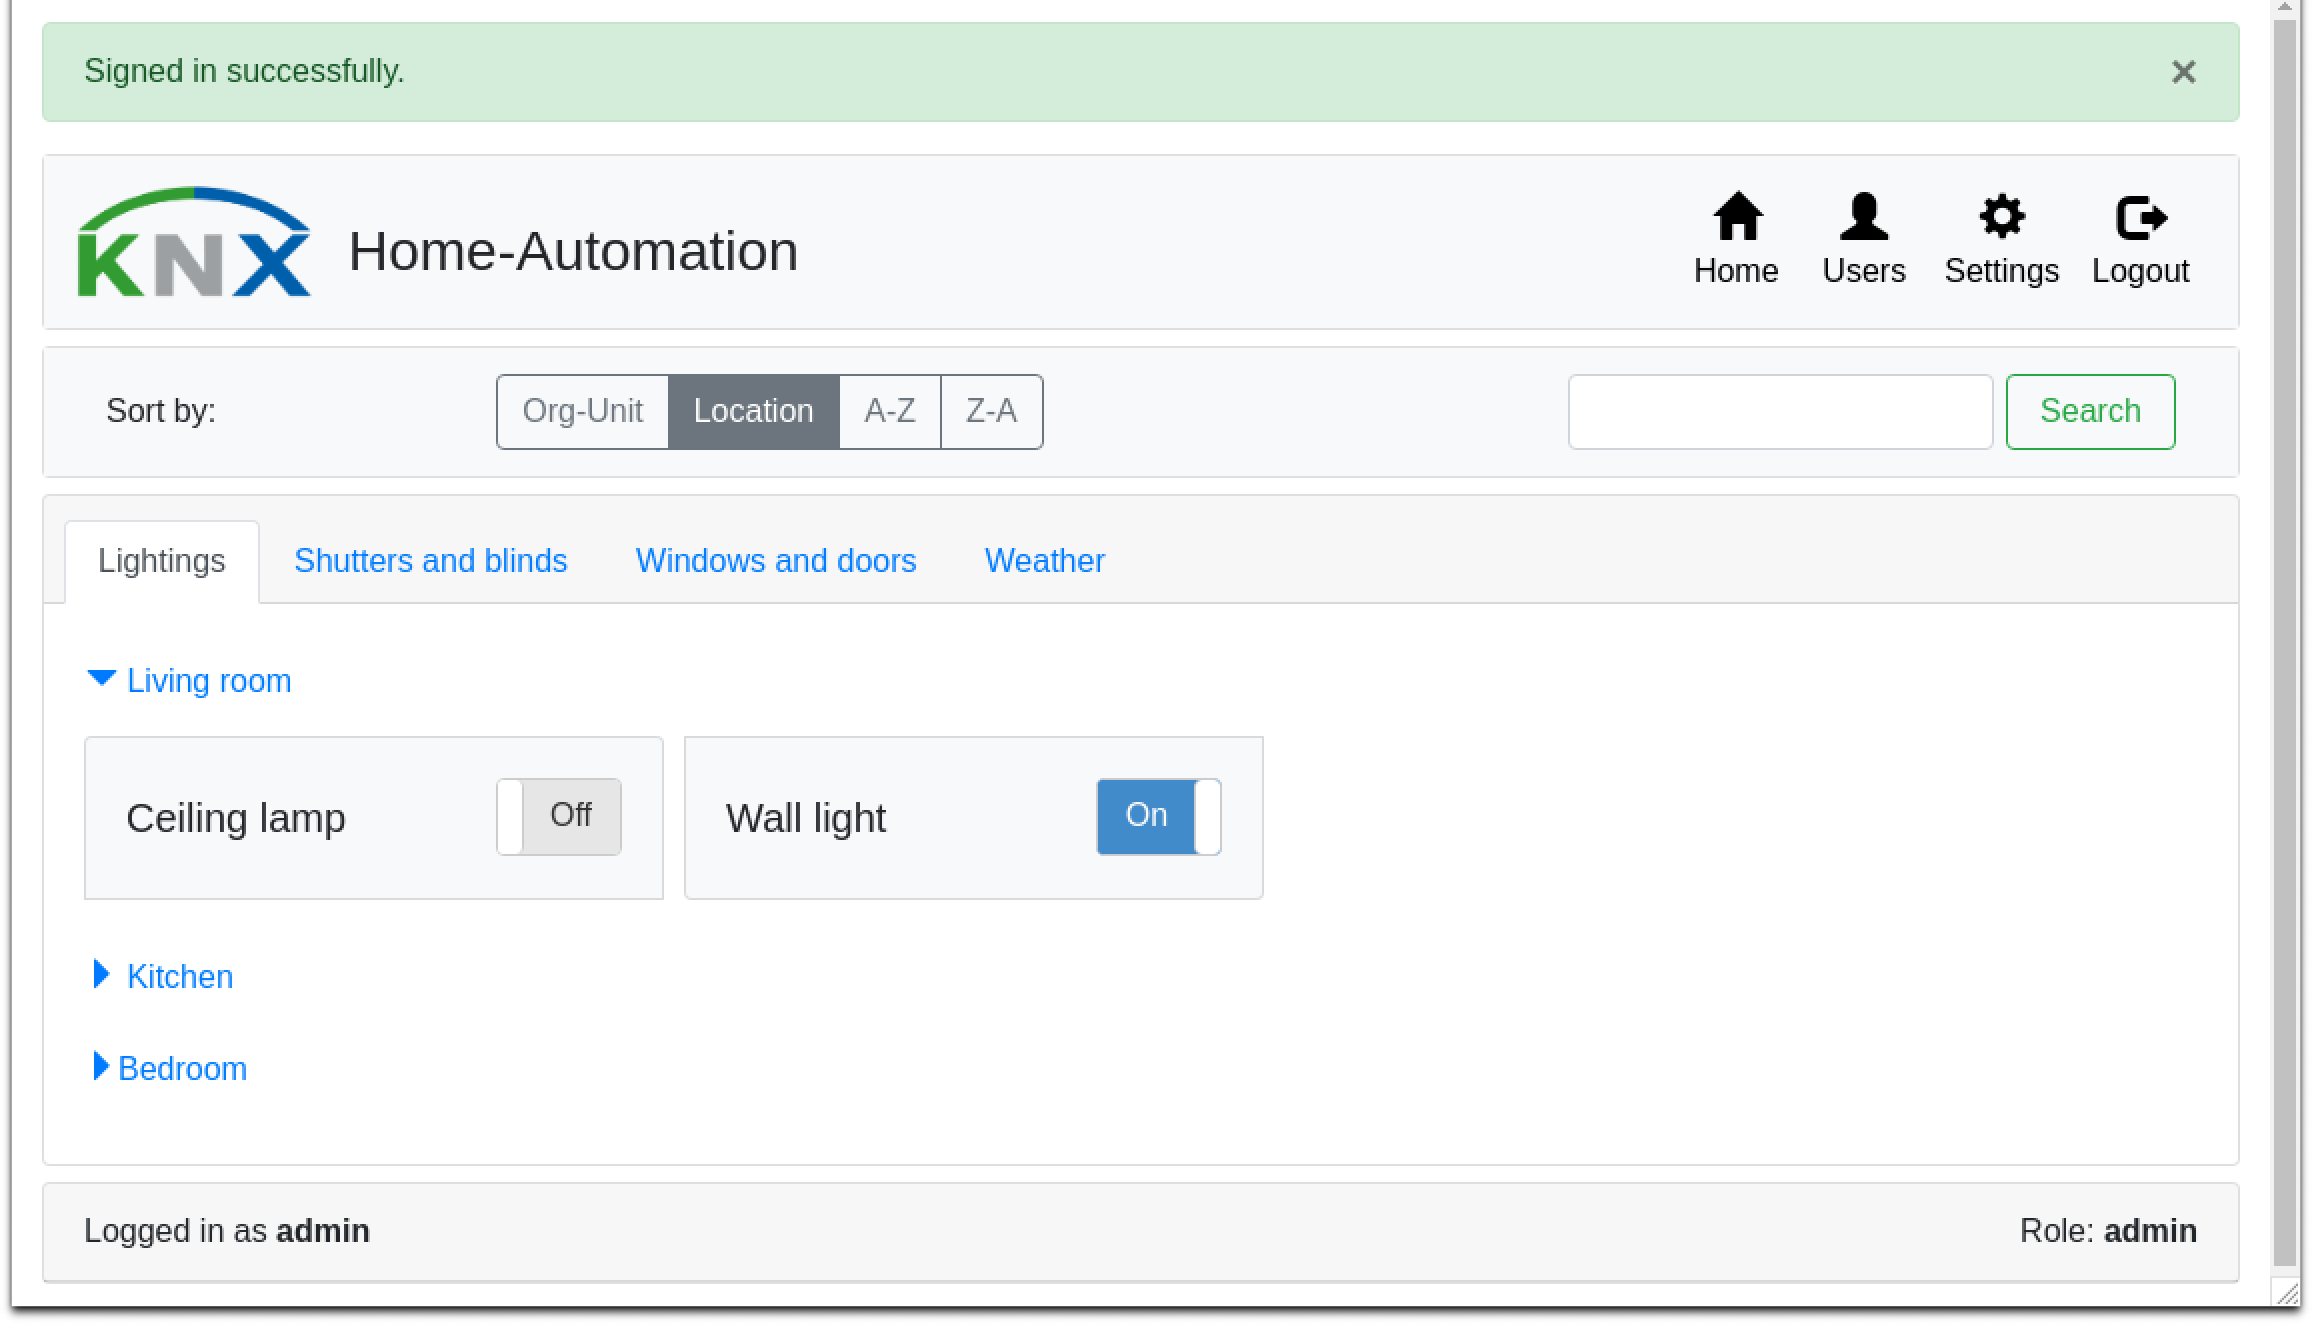 Signed in successfully. ×
KNX Home-Automation
Home Users Settings Logout
Sort by: Org-Unit Location A-Z Z-A Search
Lightings Shutters and blinds Windows and doors Weather
Living room
Ceiling lamp Off Wall light On
Kitchen
Bedroom
Logged in as admin Role: admin